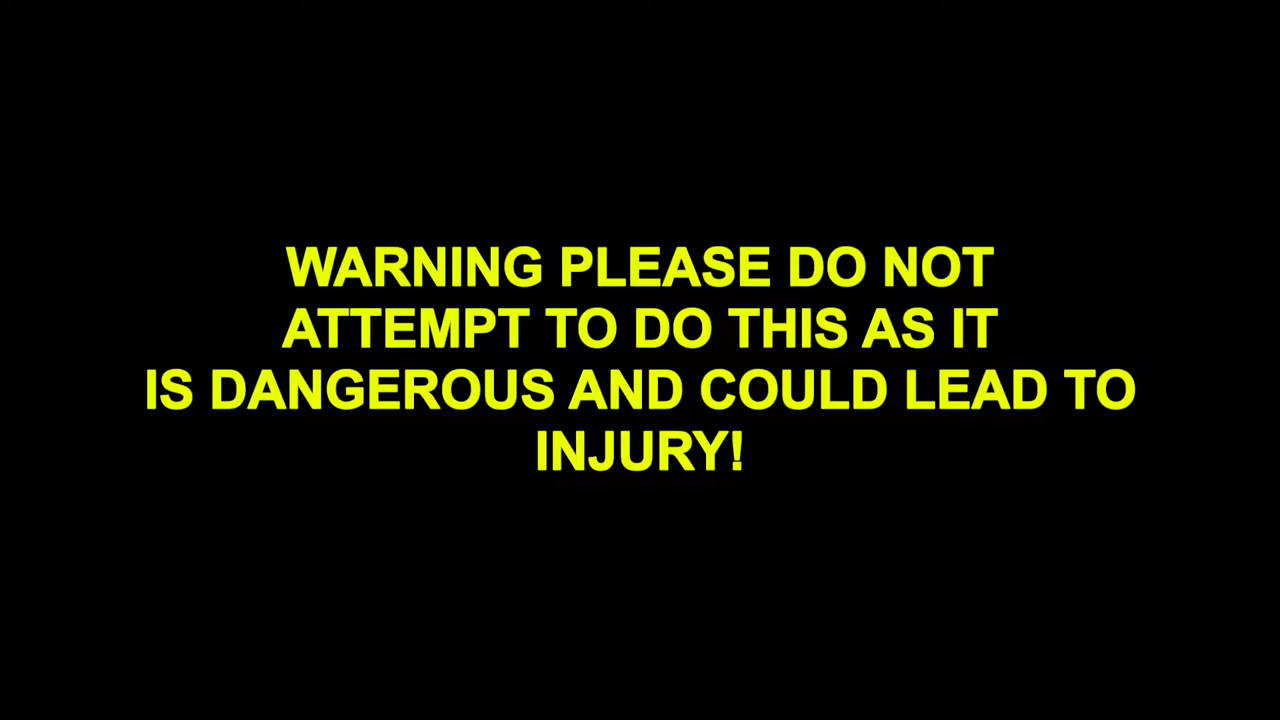 WARNING PLEASE DO NOT
ATTEMPT TO DO THIS AS IT
IS DANGEROUS AND COULD LEAD TO
INJURY!